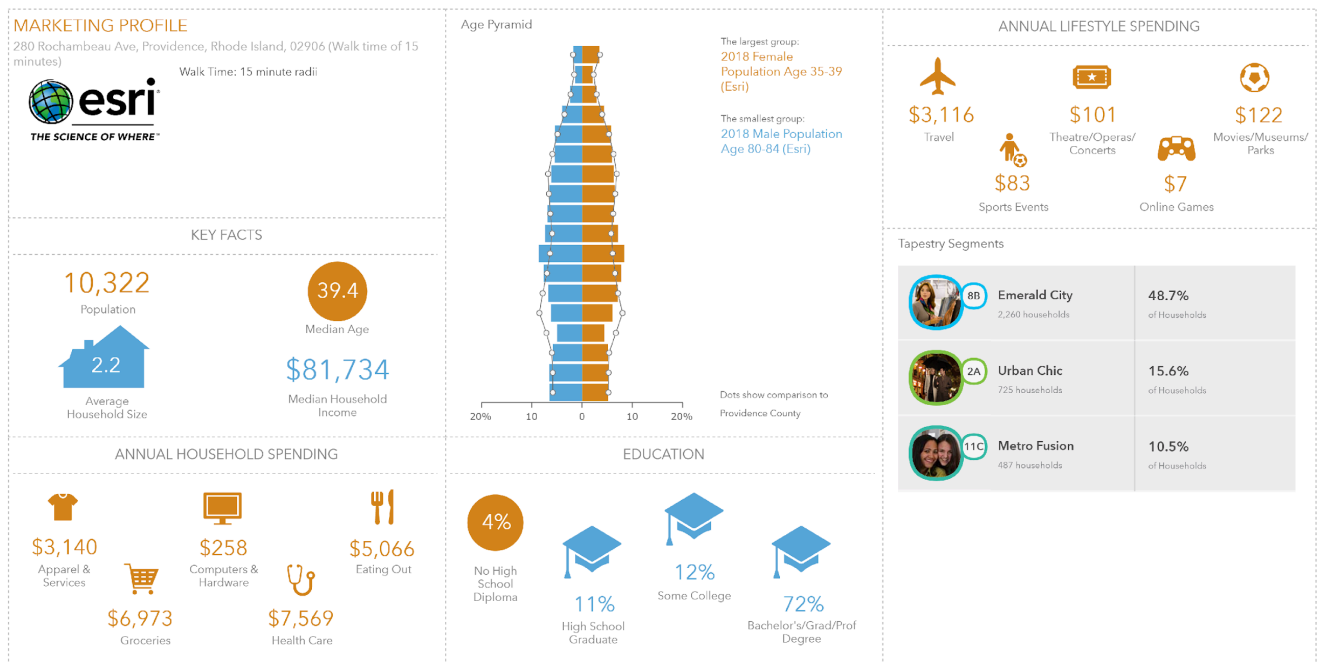 MARKETING PROFILE
280 Rochambeau Ave, Providence, Rhode Island, 02906 (Walk time of 15
minutes)
Walk Time: 15 minute radii
esri
THE SCIENCE OF WHERE™
KEY FACTS
10,322
Population
39.4
Median Age
2.2
Average
Household Size
$81,734
Median Household
Income
ANNUAL HOUSEHOLD SPENDING
$3,140
Apparel &
Services
$258
Computers &
Hardware
$5,066
Eating Out
$6,973
Groceries
$7,569
Health Care
Age Pyramid
The largest group:
2018 Female
Population Age 35-39
(Esri)
The smallest group:
2018 Male Population
Age 80-84 (Esri)
Dots show comparison to
Providence County
20% 10 0 10 20%
EDUCATION
4%
No High
School
Diploma
11%
High School
Graduate
12%
Some College
72%
Bachelor's/Grad/Prof
Degree
ANNUAL LIFESTYLE SPENDING
$3,116
Travel
$101
Theatre/Operas/
Concerts
$122
Movies/Museums/
Parks
$83
Sports Events
$7
Online Games
Tapestry Segments
8B
Emerald City
2,260 households
48.7%
of Households
2A
Urban Chic
725 households
15.6%
of Households
11C
Metro Fusion
487 households
10.5%
of Households